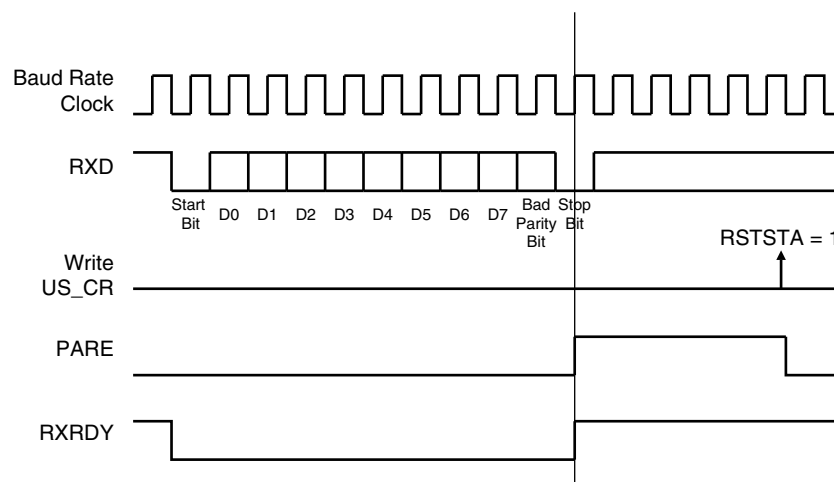 Baud Rate
Clock
RXD
Start
Bit
D0 D1 D2 D3 D4 D5 D6 D7
Bad
Parity
Bit
Stop
Bit
RSTSTA = 1
Write
US_CR
PARE
RXRDY